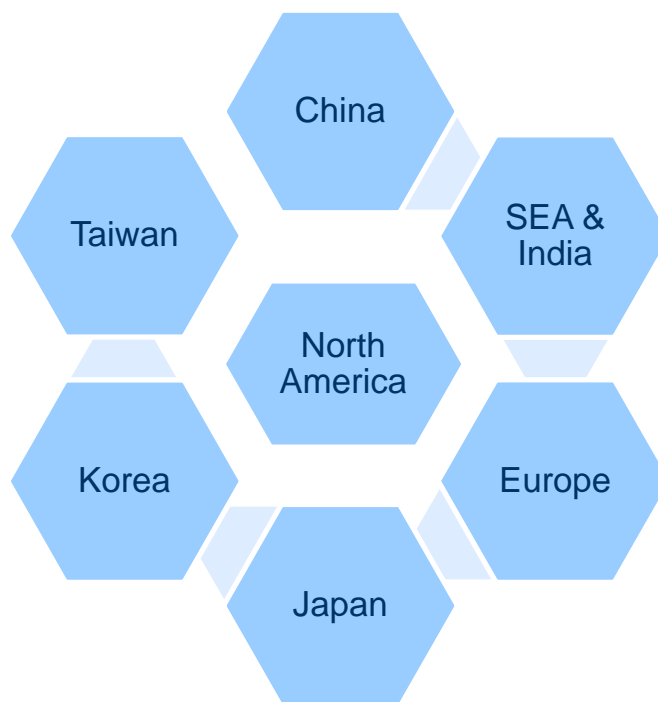 China
Taiwan
SEA &
India
North
America
Korea
Europe
Japan